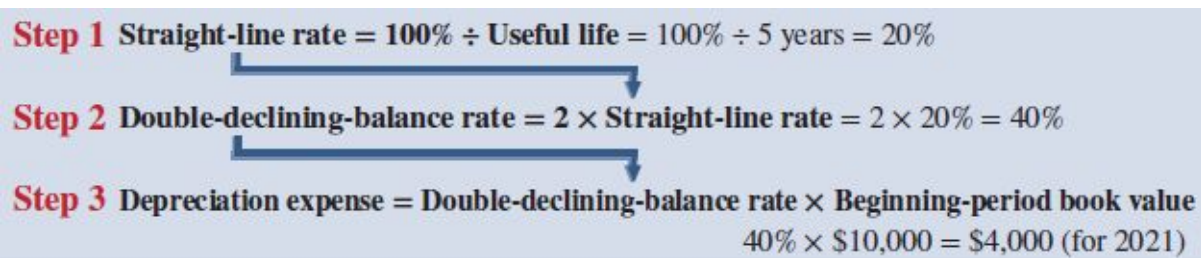 Step 1 Straight-line rate = 100% ÷ Useful life = 100% ÷ 5 years = 20%
Step 2 Double-declining-balance rate = 2 × Straight-line rate = 2 × 20% = 40%
Step 3 Depreciation expense = Double-declining-balance rate × Beginning-period book value
40% × $10,000 = $4,000 (for 2021)